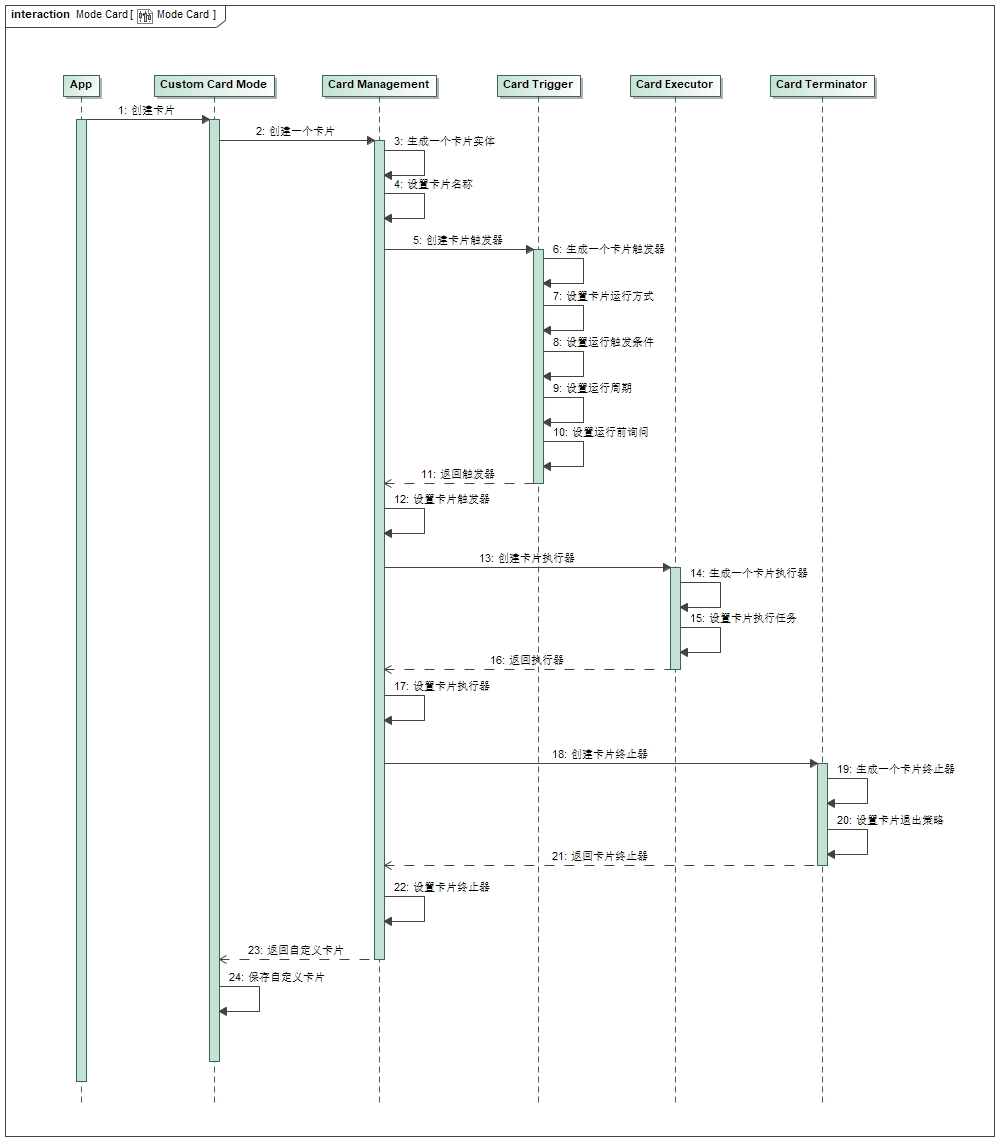 interaction Mode Card [ Mode Card ]
App
Custom Card Mode
Card Management
Card Trigger
Card Executor
Card Terminator
1: 创建卡片
2: 创建一个卡片
3: 生成一个卡片实体
4: 设置卡片名称
5: 创建卡片触发器
6: 生成一个卡片触发器
7: 设置卡片运行方式
8: 设置运行触发条件
9: 设置运行周期
10: 设置运行前询问
11: 返回触发器
12: 设置卡片触发器
13: 创建卡片执行器
14: 生成一个卡片执行器
15: 设置卡片执行任务
16: 返回执行器
17: 设置卡片执行器
18: 创建卡片终止器
19: 生成一个卡片终止器
20: 设置卡片退出策略
21: 返回卡片终止器
22: 设置卡片终止器
23: 返回自定义卡片
24: 保存自定义卡片